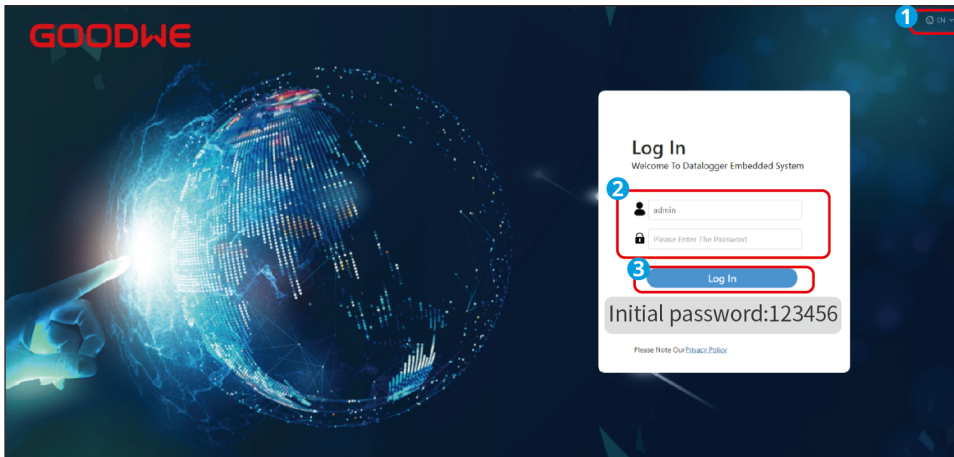 GOODWE
1
EN
Log In
Welcome To Datalogger Embedded System
2
admin
Please Enter The Password
3
Log In
Initial password:123456
Please Note Our Privacy Policy